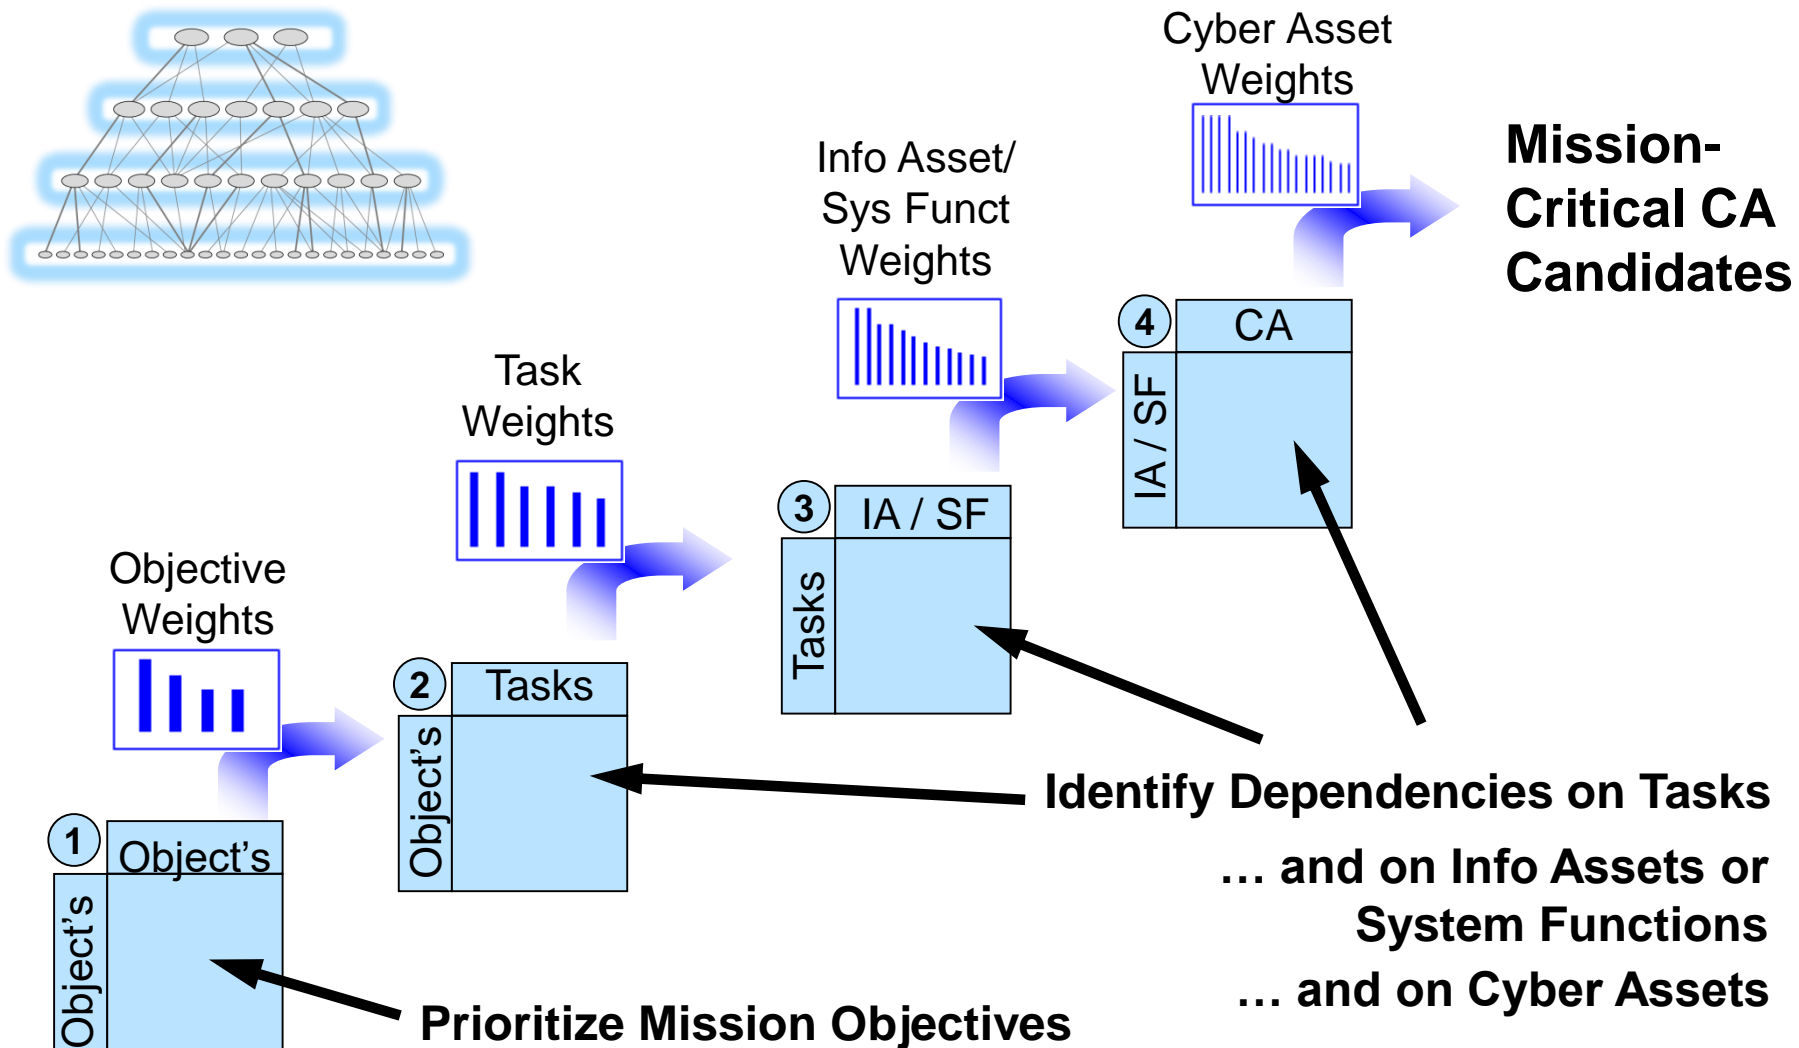 Cyber Asset
Weights
Mission-
Critical CA
Candidates
Info Asset/
Sys Funct
Weights
4
CA
IA / SF
Task
Weights
3
IA / SF
Tasks
Objective
Weights
2
Tasks
Object's
1
Object's
Object's
Identify Dependencies on Tasks
… and on Info Assets or
System Functions
… and on Cyber Assets
Prioritize Mission Objectives